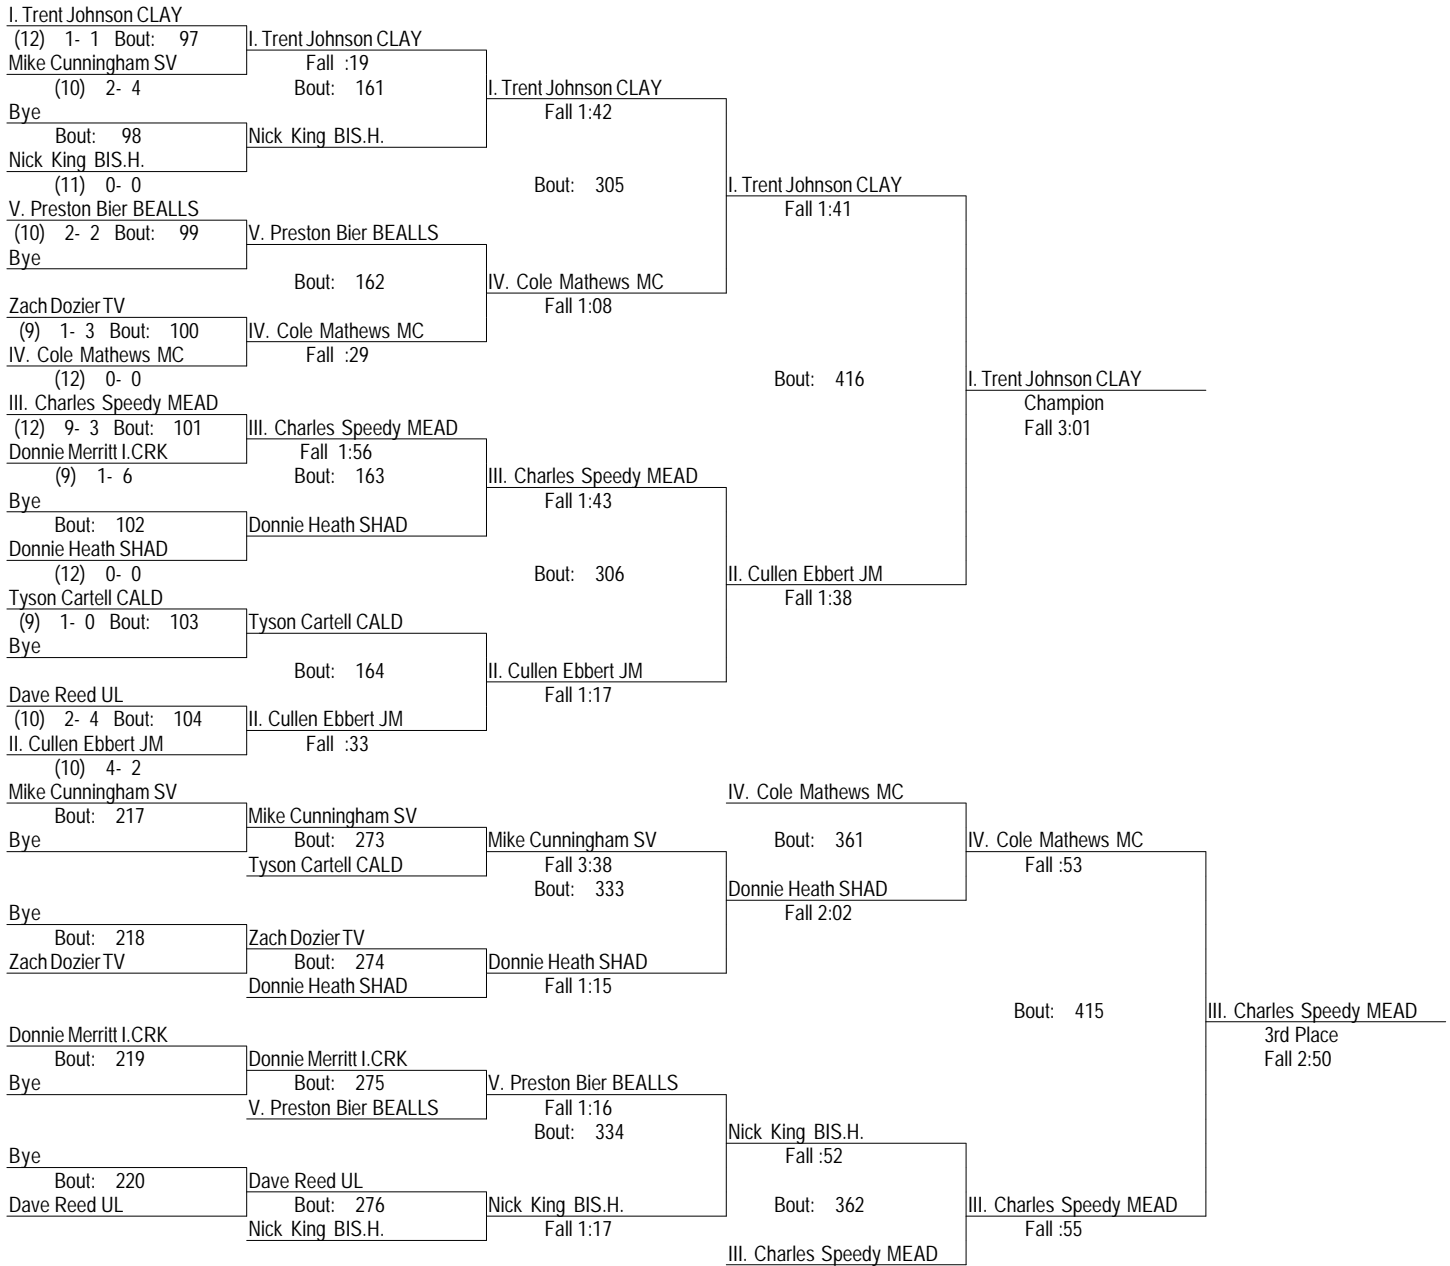 I. Trent Johnson CLAY
(12) 1- 1 Bout: 97
Mike Cunningham SV
(10) 2- 4
Bye
Bout: 98
Nick King BIS.H.
(11) 0- 0
V. Preston Bier BEALLS
(10) 2- 2 Bout: 99
Bye
Zach Dozier TV
(9) 1- 3 Bout: 100
IV. Cole Mathews MC
(12) 0- 0
III. Charles Speedy MEAD
(12) 9- 3 Bout: 101
Donnie Merritt I.CRK
(9) 1- 6
Bye
Bout: 102
Donnie Heath SHAD
(12) 0- 0
Tyson Cartell CALD
(9) 1- 0 Bout: 103
Bye
Dave Reed UL
(10) 2- 4 Bout: 104
II. Cullen Ebbert JM
(10) 4- 2
I. Trent Johnson CLAY
Fall :19
Bout: 161
Nick King BIS.H.
V. Preston Bier BEALLS
Bout: 162
IV. Cole Mathews MC
Fall :29
III. Charles Speedy MEAD
Fall 1:56
Bout: 163
Donnie Heath SHAD
Tyson Cartell CALD
Bout: 164
II. Cullen Ebbert JM
Fall :33
I. Trent Johnson CLAY
Fall 1:42
Bout: 305
IV. Cole Mathews MC
Fall 1:08
III. Charles Speedy MEAD
Fall 1:43
Bout: 306
II. Cullen Ebbert JM
Fall 1:17
I. Trent Johnson CLAY
Fall 1:41
Bout: 416
II. Cullen Ebbert JM
Fall 1:38
I. Trent Johnson CLAY
Champion
Fall 3:01
Mike Cunningham SV
Bout: 217
Bye
Bye
Bout: 218
Zach Dozier TV
Donnie Merritt I.CRK
Bout: 219
Bye
Bye
Bout: 220
Dave Reed UL
Mike Cunningham SV
Bout: 273
Tyson Cartell CALD
Zach Dozier TV
Bout: 274
Donnie Heath SHAD
Donnie Merritt I.CRK
Bout: 275
V. Preston Bier BEALLS
Dave Reed UL
Bout: 276
Nick King BIS.H.
Mike Cunningham SV
Fall 3:38
Bout: 333
Donnie Heath SHAD
Fall 1:15
V. Preston Bier BEALLS
Fall 1:16
Bout: 334
Nick King BIS.H.
Fall 1:17
IV. Cole Mathews MC
Bout: 361
Donnie Heath SHAD
Fall 2:02
Nick King BIS.H.
Fall :52
Bout: 362
III. Charles Speedy MEAD
IV. Cole Mathews MC
Fall :53
Bout: 415
III. Charles Speedy MEAD
Fall :55
III. Charles Speedy MEAD
3rd Place
Fall 2:50